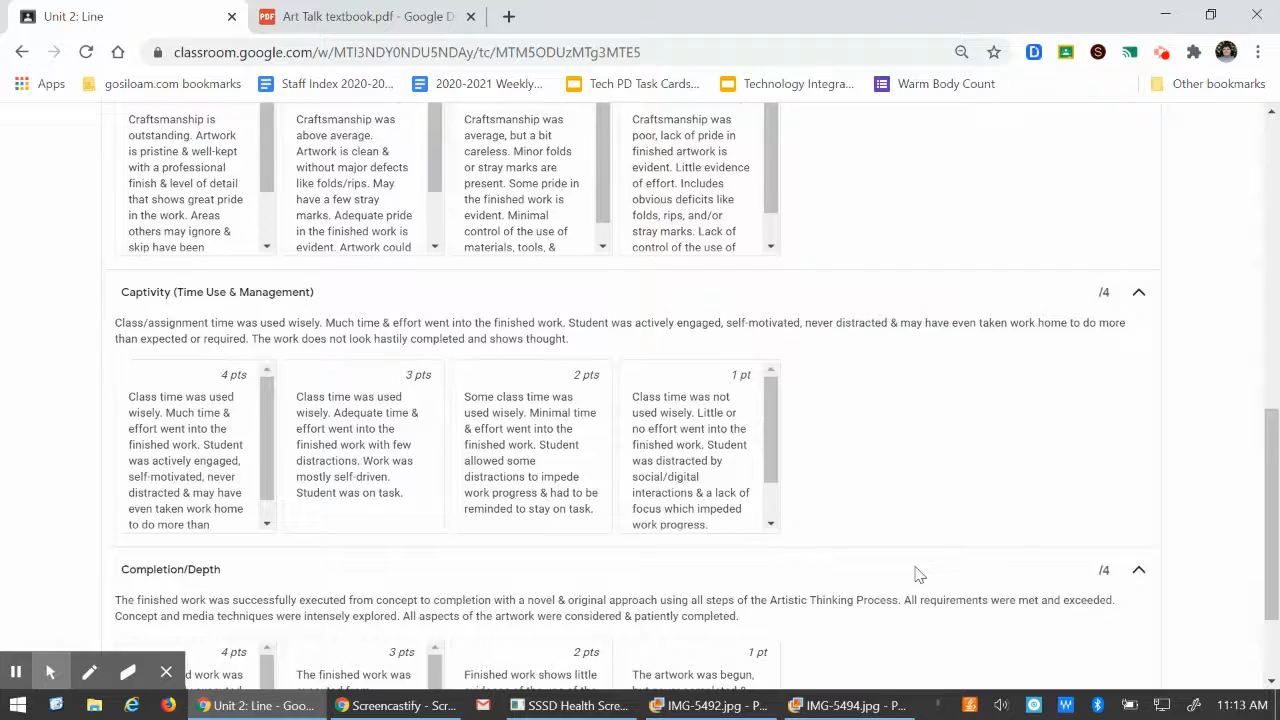 Unit 2: Line
Art Talk textbook.pdf - Google D
classroom.google.com/w/MTI3NDY0NDU5NDAy/tc/MTM5ODUzMTg3MTE5
Apps
gosiloam.com bookmarks
Staff Index 2020-20...
2020-2021 Weekly...
Tech PD Task Cards...
Technology Integra...
Warm Body Count
Other bookmarks
Craftsmanship is
outstanding. Artwork
is pristine & well-kept
with a professional
finish & level of detail
that shows great pride
in the work. Areas
others may ignore &
skip have been
Craftsmanship was
above average.
Artwork is clean &
without major defects
like folds/rips. May
have a few stray
marks. Adequate pride
in the finished work is
evident. Artwork could
Craftsmanship was
average, but a bit
careless. Minor folds
or stray marks are
present. Some pride in
the finished work is
evident. Minimal
control of the use of
materials, tools, &
Craftsmanship was
poor, lack of pride in
finished artwork is
evident. Little evidence
of effort. Includes
obvious deficits like
folds, rips, and/or
stray marks. Lack of
control of the use of
Captivity (Time Use & Management)
/4
Class/assignment time was used wisely. Much time & effort went into the finished work. Student was actively engaged, self-motivated, never distracted & may have even taken work home to do more
than expected or required. The work does not look hastily completed and shows thought.
4 pts
Class time was used
wisely. Much time &
effort went into the
finished work. Student
was actively engaged,
self-motivated, never
distracted & may have
even taken work home
to do more than
3 pts
Class time was used
wisely. Adequate time &
effort went into the
finished work with few
distractions. Work was
mostly self-driven.
Student was on task.
2 pts
Some class time was
used wisely. Minimal time
& effort went into the
finished work. Student
allowed some
distractions to impede
work progress & had to be
reminded to stay on task.
1 pt
Class time was not
used wisely. Little or
no effort went into the
finished work. Student
was distracted by
social/digital
interactions & a lack of
focus which impeded
work progress.
Completion/Depth
/4
The finished work was successfully executed from concept to completion with a novel & original approach using all steps of the Artistic Thinking Process. All requirements were met and exceeded.
Concept and media techniques were intensely explored. All aspects of the artwork were considered & patiently completed.
4 pts
d work was
3 pts
The finished work was
2 pts
Finished work shows little
1 pt
The artwork was begun,
Unit 2: Line - Goo...
Screencastify - Scr...
SSSD Health Scre...
IMG-5492.jpg - P...
IMG-5494.jpg - P...
11:13 AM